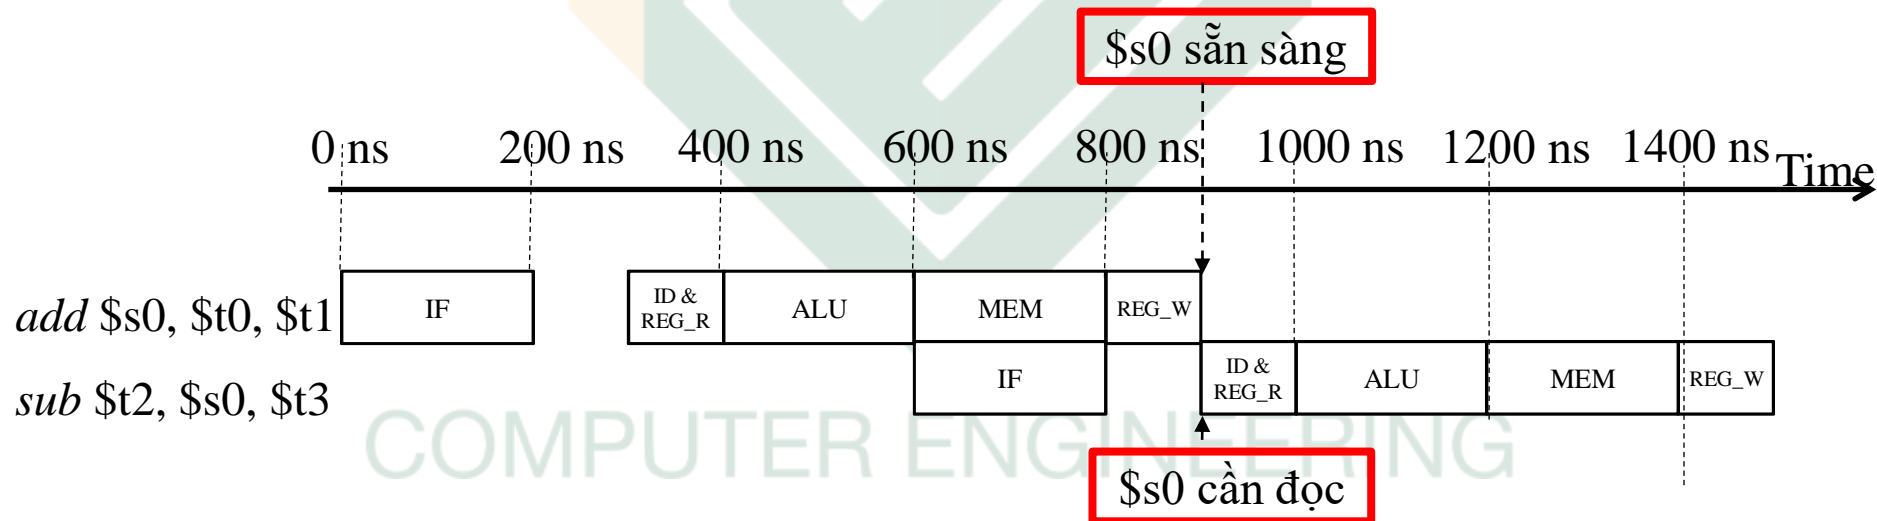 $s0 sẵn sàng
0 ns 200 ns 400 ns 600 ns 800 ns 1000 ns 1200 ns 1400 ns Time
add $s0, $t0, $t1 IF ID & REG_R ALU MEM REG_W
sub $t2, $s0, $t3 IF ID & REG_R ALU MEM REG_W
COMPUTER ENGINEERING
$s0 cần đọc